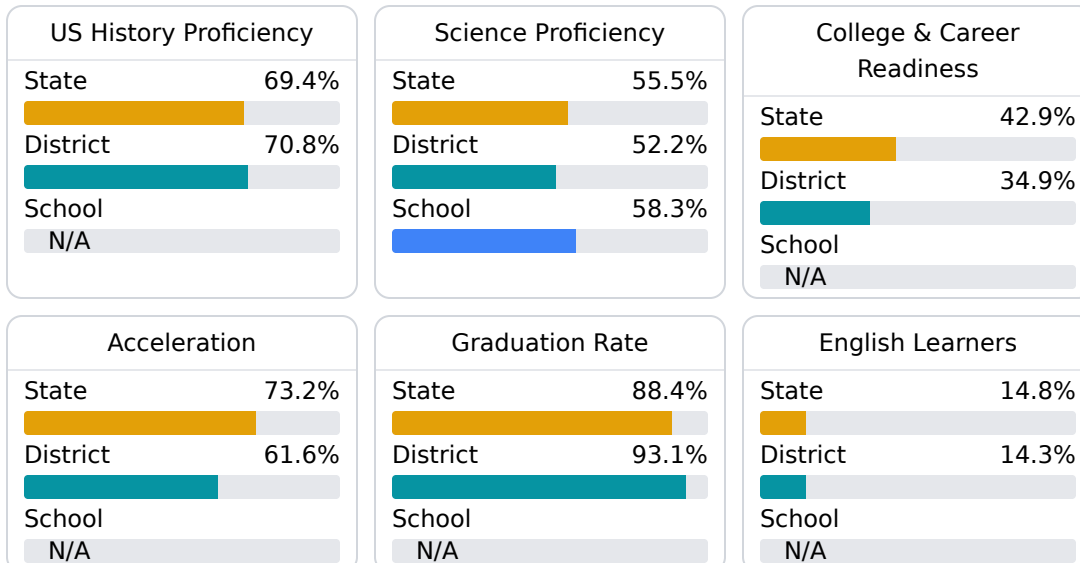 US History Proficiency
State 69.4%
District 70.8%
School
N/A
Science Proficiency
State 55.5%
District 52.2%
School 58.3%
College & Career
Readiness
State 42.9%
District 34.9%
School
N/A
Acceleration
State 73.2%
District 61.6%
School
N/A
Graduation Rate
State 88.4%
District 93.1%
School
N/A
English Learners
State 14.8%
District 14.3%
School
N/A